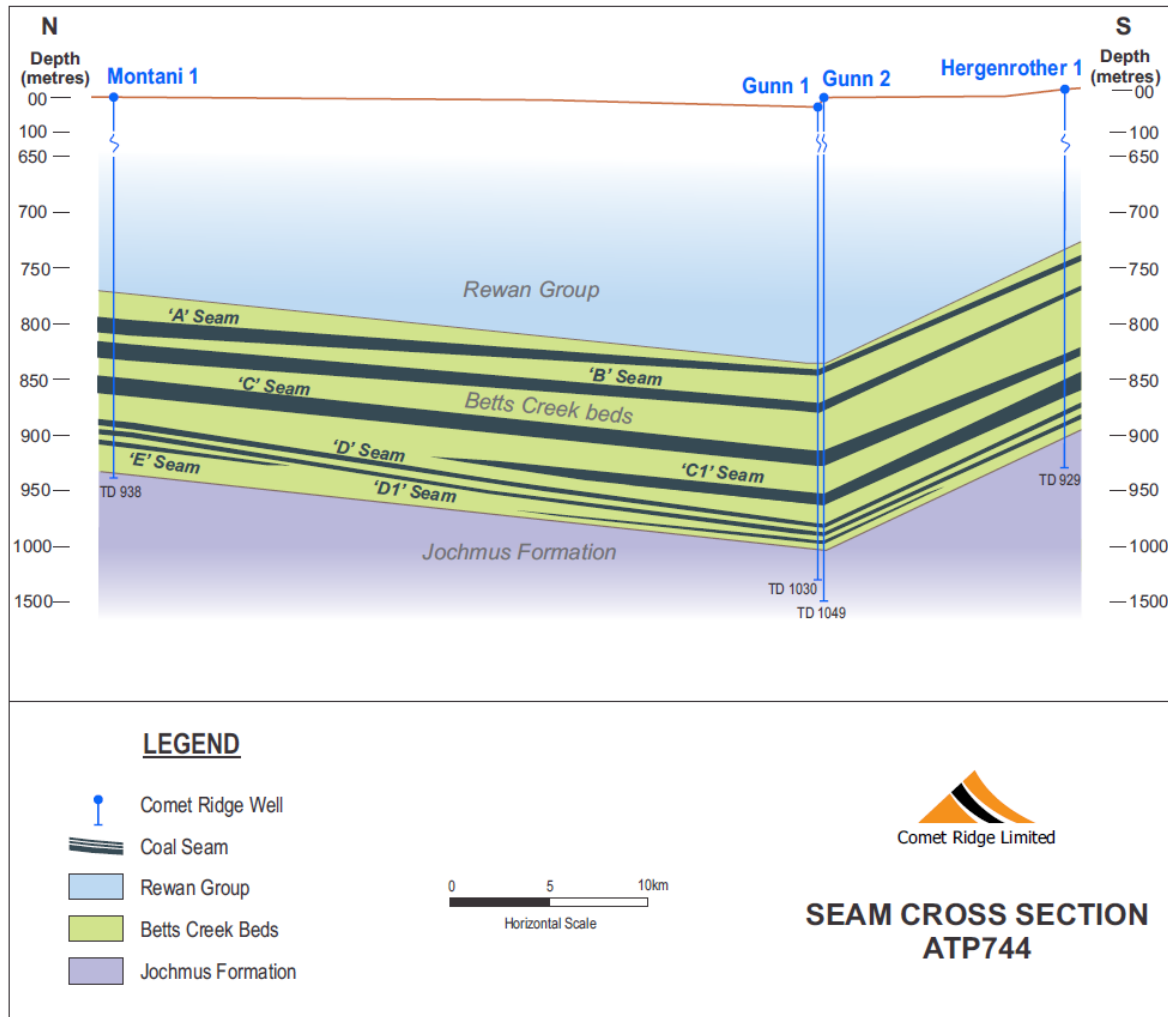 N
S
Depth
(metres)
Montani 1
Gunn 1
Gunn 2
Hergenrother 1
Depth
(metres)
00
100
650
700
750
800
850
900
950
1000
1500
00
100
650
700
750
800
850
900
950
1000
1500
Rewan Group
'A' Seam
'B' Seam
'C' Seam
Betts Creek beds
'D' Seam
'C1' Seam
'E' Seam
'D1' Seam
TD 938
TD 929
Jochmus Formation
TD 1030
TD 1049
LEGEND
Comet Ridge Well
Coal Seam
Rewan Group
Betts Creek Beds
Jochmus Formation
0 5 10km
Horizontal Scale
Comet Ridge Limited
SEAM CROSS SECTION
ATP744